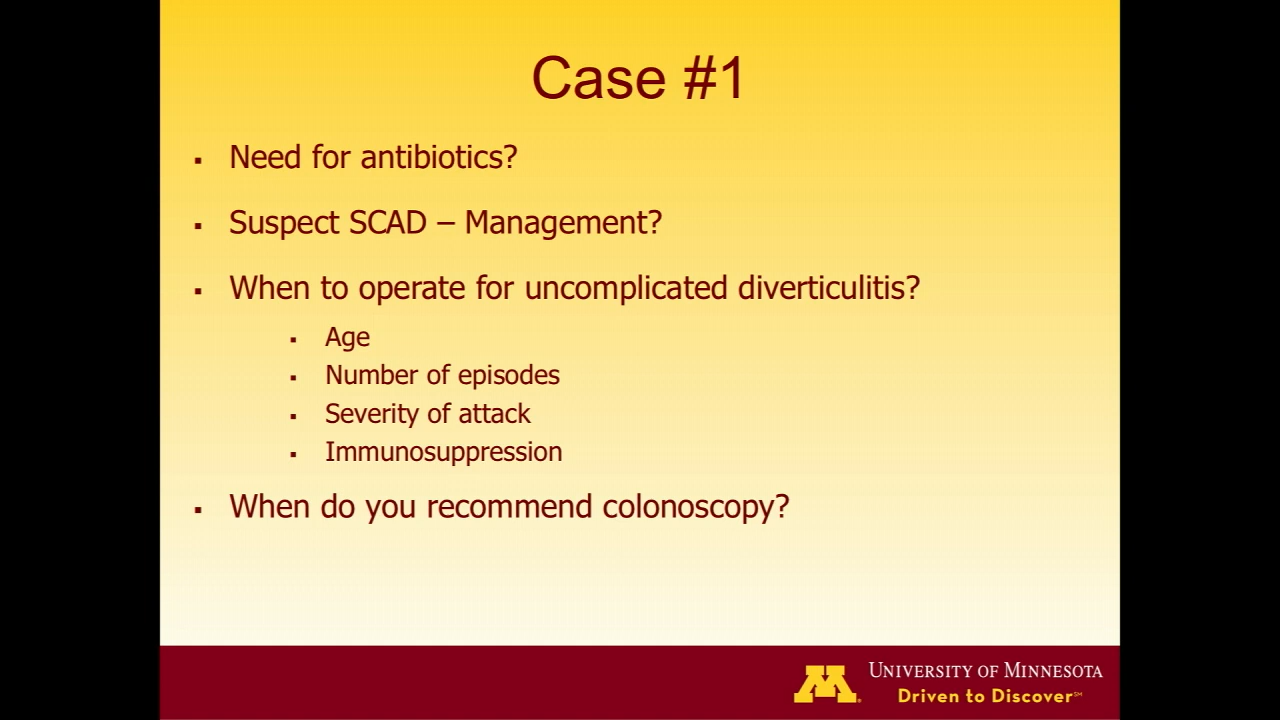 Case #1
▪ Need for antibiotics?
▪ Suspect SCAD – Management?
▪ When to operate for uncomplicated diverticulitis?
▪ Age
▪ Number of episodes
▪ Severity of attack
▪ Immunosuppression
▪ When do you recommend colonoscopy?
M
UNIVERSITY OF MINNESOTA
Driven to Discover℠